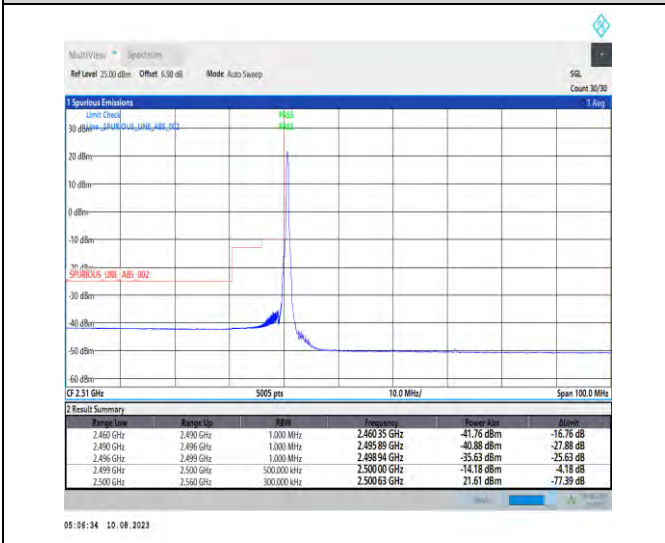 MultiView Spectrum
Ref Level 25.00 dBm Offset 6.98 dB Mode Auto Sweep SGL
Count 30/30
1 Spurious Emissions 1 Avg
Limit Check PASS
30 dBm Line _SPURIOUS_LINE_ABS_002 PASS
20 dBm
10 dBm
0 dBm
-10 dBm
-20 dBm
SPURIOUS_LINE_ABS_002
-30 dBm
-40 dBm
-50 dBm
-60 dBm
CF 2.51 GHz 5005 pts 10.0 MHz/ Span 100.0 MHz
2 Result Summary
Range Low Range Up RBW Frequency Power Abs ΔLimit
2.460 GHz 2.490 GHz 1.000 MHz 2.460 35 GHz -41.76 dBm -16.76 dB
2.490 GHz 2.496 GHz 1.000 MHz 2.495 89 GHz -40.88 dBm -27.88 dB
2.496 GHz 2.499 GHz 1.000 MHz 2.498 94 GHz -35.63 dBm -25.63 dB
2.499 GHz 2.500 GHz 500.000 kHz 2.500 00 GHz -14.18 dBm -4.18 dB
2.500 GHz 2.560 GHz 300.000 kHz 2.500 63 GHz 21.61 dBm -77.39 dB
05:06:34 10.08.2023